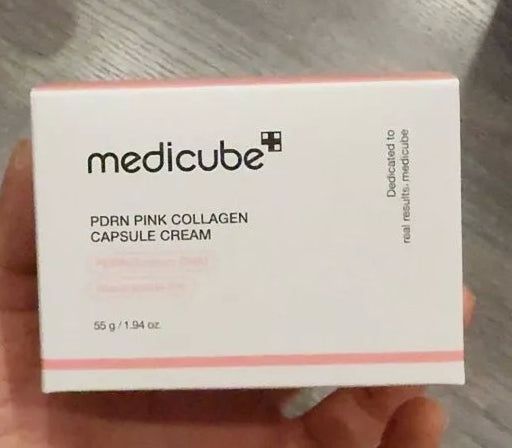 medicube
PDRN PINK COLLAGEN
CAPSULE CREAM
55 g / 1.94 oz.
Dedicated to
real results. medicube